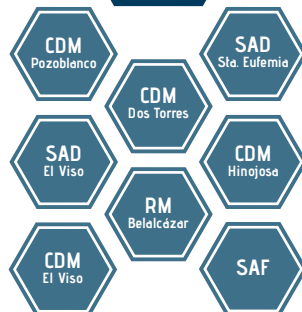 CDM
Pozoblanco
SAD
Sta. Eufemia
CDM
Dos Torres
SAD
El Viso
CDM
Hinojosa
RM
Belalcázar
CDM
El Viso
SAF